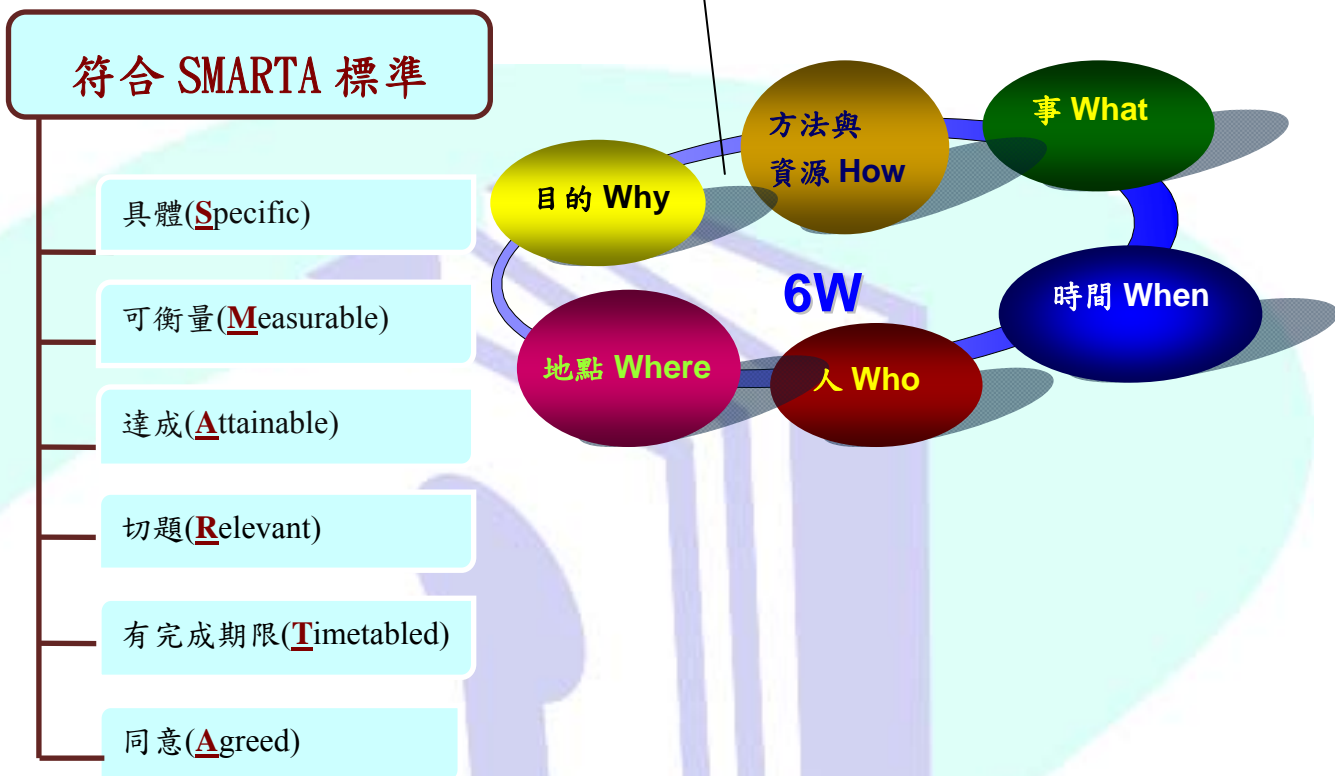 符合 SMARTA 標準
具體(Specific)
可衡量(Measurable)
達成(Attainable)
切題(Relevant)
有完成期限(Timetabled)
同意(Agreed)
方法與
資源 How
事 What
目的 Why
6W
時間 When
地點 Where
人 Who